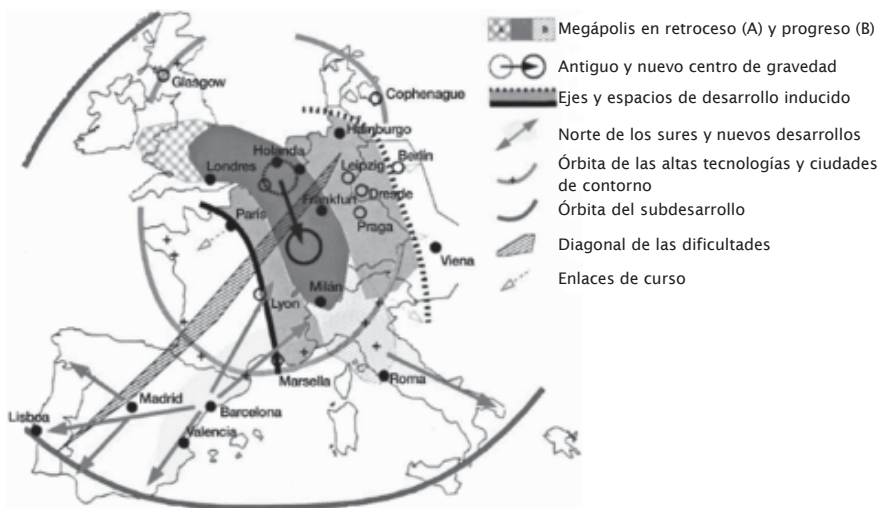 Glasgow
Cophenague
Hamburgo
Holanda
Berlín
Leipzig
Londres
Dresde
Frankfurt
París
Praga
Viena
Milán
Lyon
Marsella
Roma
Madrid
Barcelona
Lisboa
Valencia
Megápolis en retroceso (A) y progreso (B)
Antiguo y nuevo centro de gravedad
Ejes y espacios de desarrollo inducido
Norte de los sures y nuevos desarrollos
Órbita de las altas tecnologías y ciudades
de contorno
Órbita del subdesarrollo
Diagonal de las dificultades
Enlaces de curso